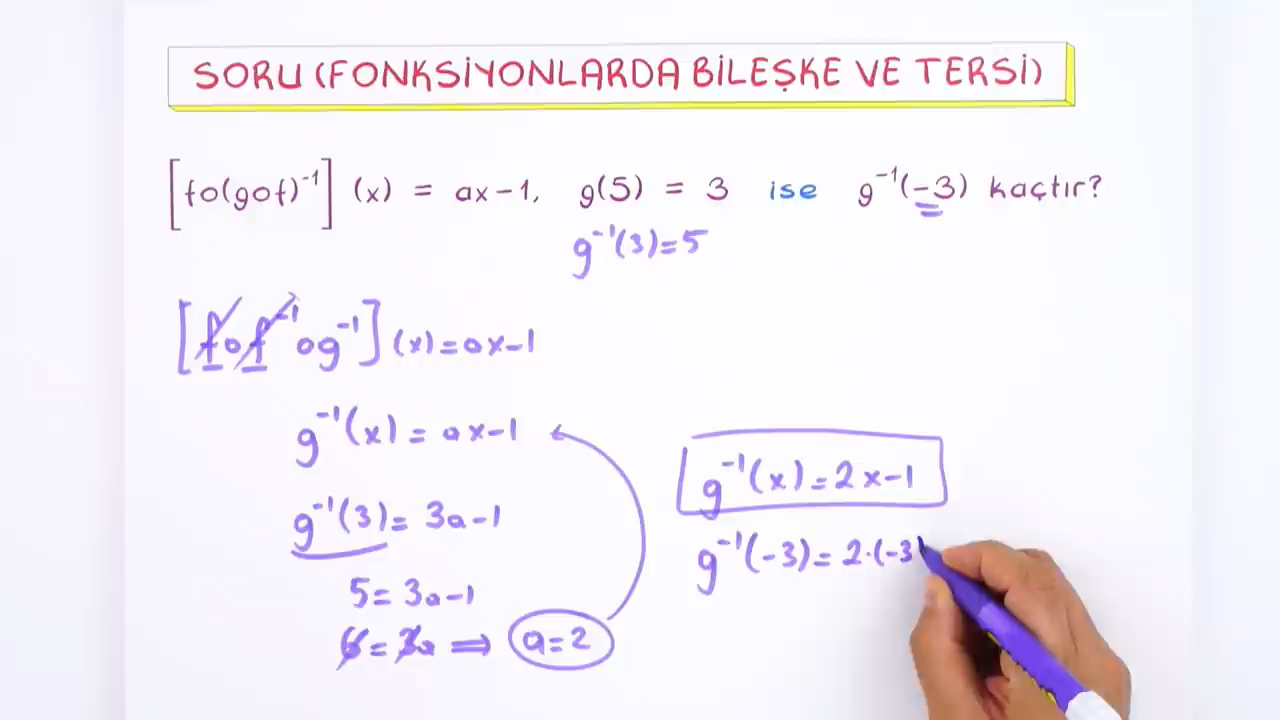 SORU (FONKSİYONLARDA BİLEŞKE VE TERSİ)
[fo(gof)⁻¹] (x) = ax-1, g(5) = 3 ise g⁻¹(-3) kaçtır?
g⁻¹(3)=5
[fof⁻¹og⁻¹](x)=ax-1
g⁻¹(x)=ax-1
g⁻¹(3)=3a-1
5=3a-1
6=3a ⇒ a=2
g⁻¹(x)=2x-1
g⁻¹(-3)=2·(-3)